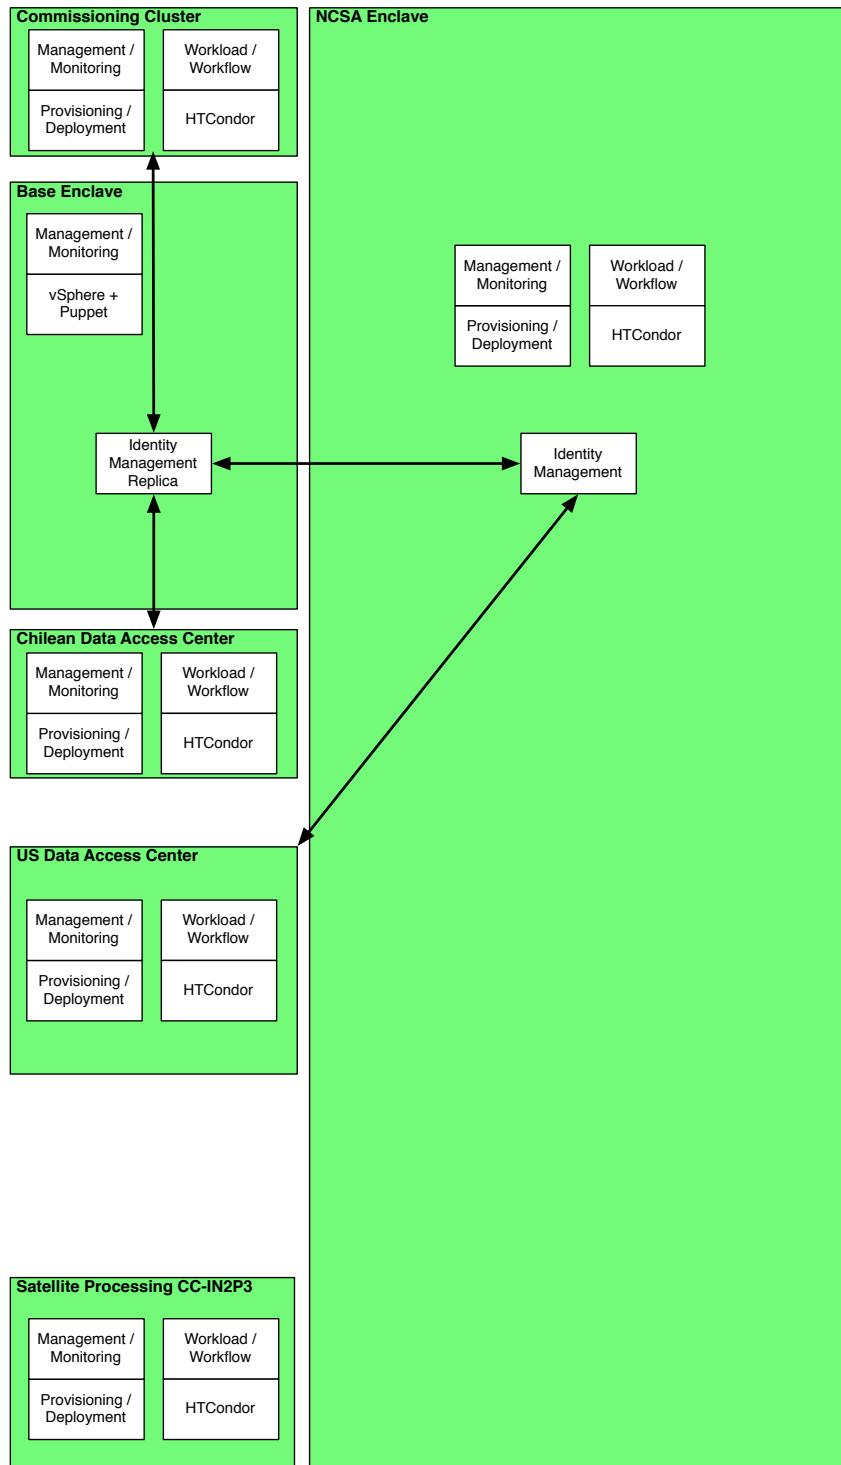 Commissioning Cluster
Management /
Monitoring
Provisioning /
Deployment
Workload /
Workflow
HTCondor
Base Enclave
Management /
Monitoring
vSphere +
Puppet
Identity
Management
Replica
Chilean Data Access Center
Management /
Monitoring
Provisioning /
Deployment
Workload /
Workflow
HTCondor
US Data Access Center
Management /
Monitoring
Provisioning /
Deployment
Workload /
Workflow
HTCondor
Satellite Processing CC-IN2P3
Management /
Monitoring
Provisioning /
Deployment
Workload /
Workflow
HTCondor
NCSA Enclave
Management /
Monitoring
Provisioning /
Deployment
Workload /
Workflow
HTCondor
Identity
Management